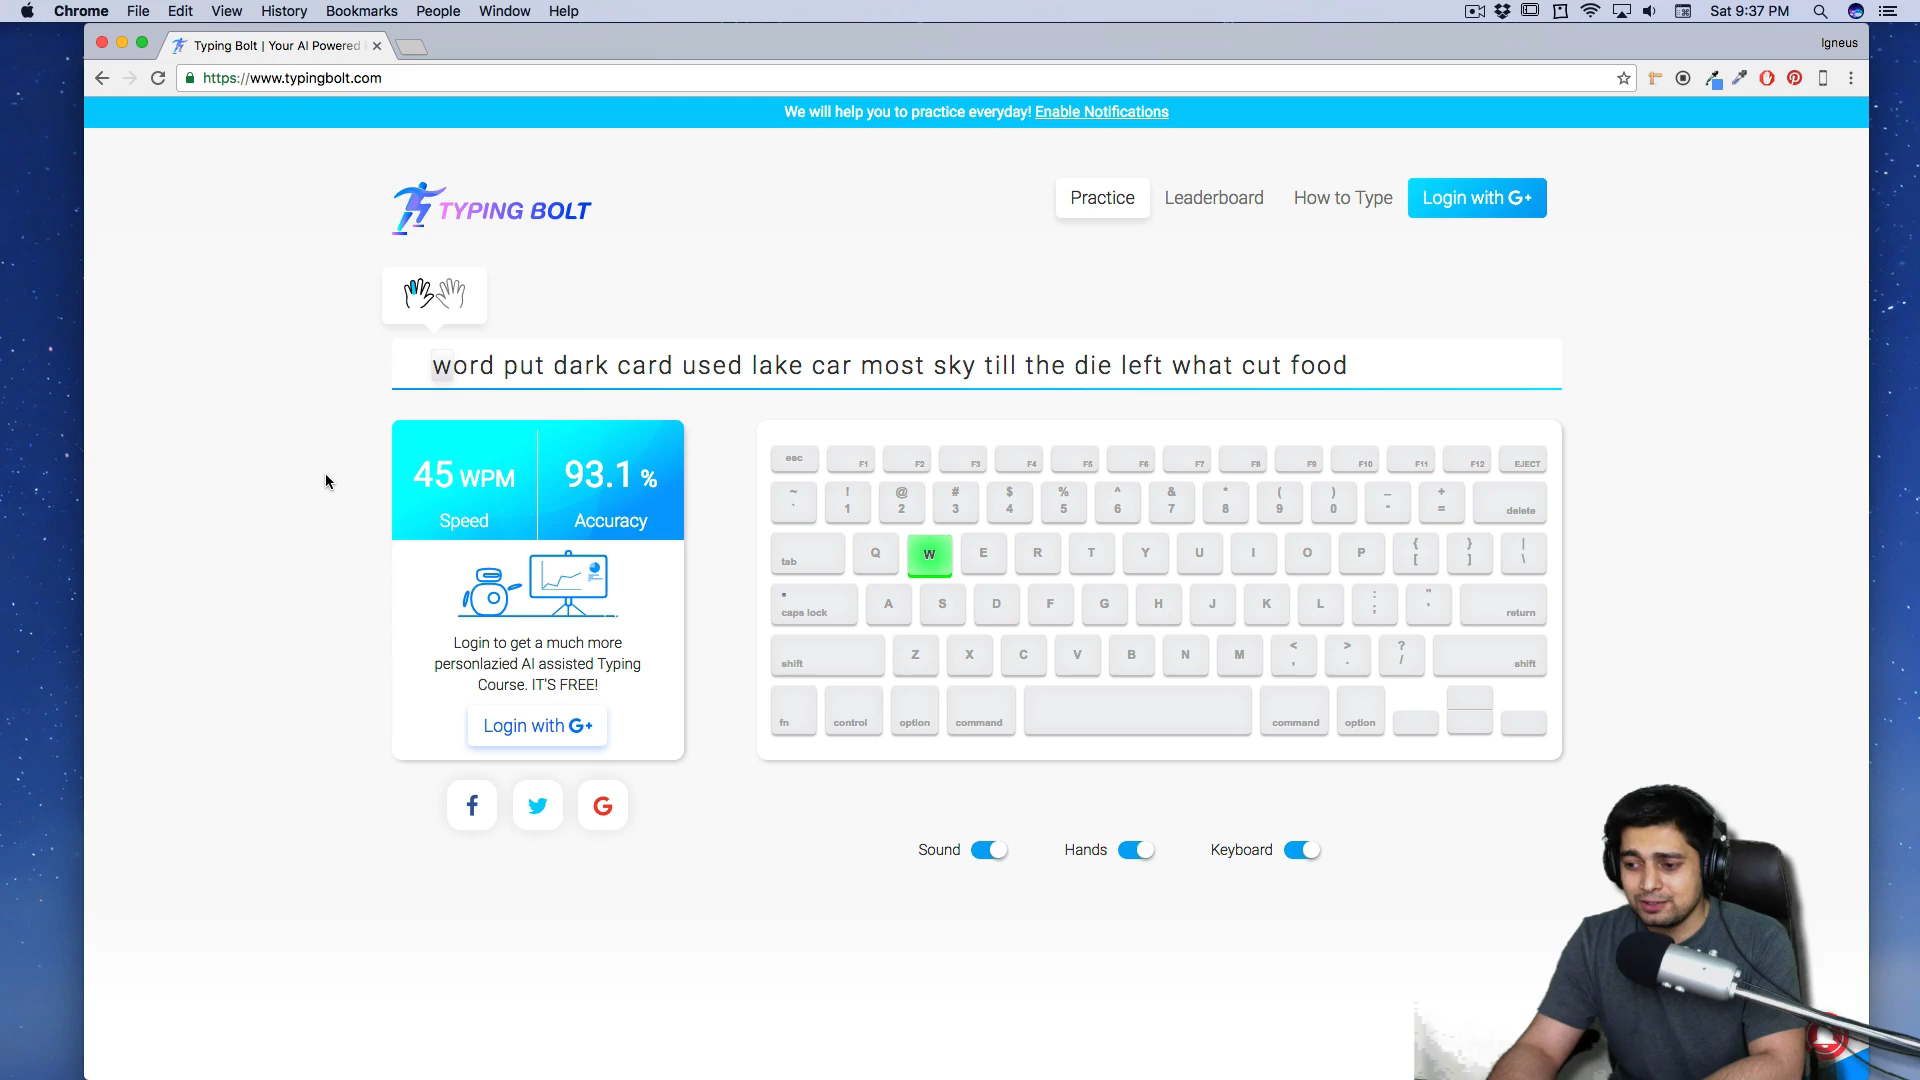 Chrome File Edit View History Bookmarks People Window Help
Sat 9:37 PM
Typing Bolt | Your AI Powered
Igneus
https://www.typingbolt.com
We will help you to practice everyday! Enable Notifications
TYPING BOLT
Practice Leaderboard How to Type Login with G+
word put dark card used lake car most sky till the die left what cut food
45 WPM 93.1 %
Speed Accuracy
Login to get a much more
personlazied AI assisted Typing
Course. IT'S FREE!
Login with G+
esc F1 F2 F3 F4 F5 F6 F7 F8 F9 F10 F11 F12 EJECT
~ ! @ # $ % ^ & * ( ) _ +
` 1 2 3 4 5 6 7 8 9 0 - = delete
tab Q W E R T Y U I O P { [ } ] | \
caps lock A S D F G H J K L : ; " ' return
shift Z X C V B N M < , > . ? / shift
fn control option command command option
Sound Hands Keyboard